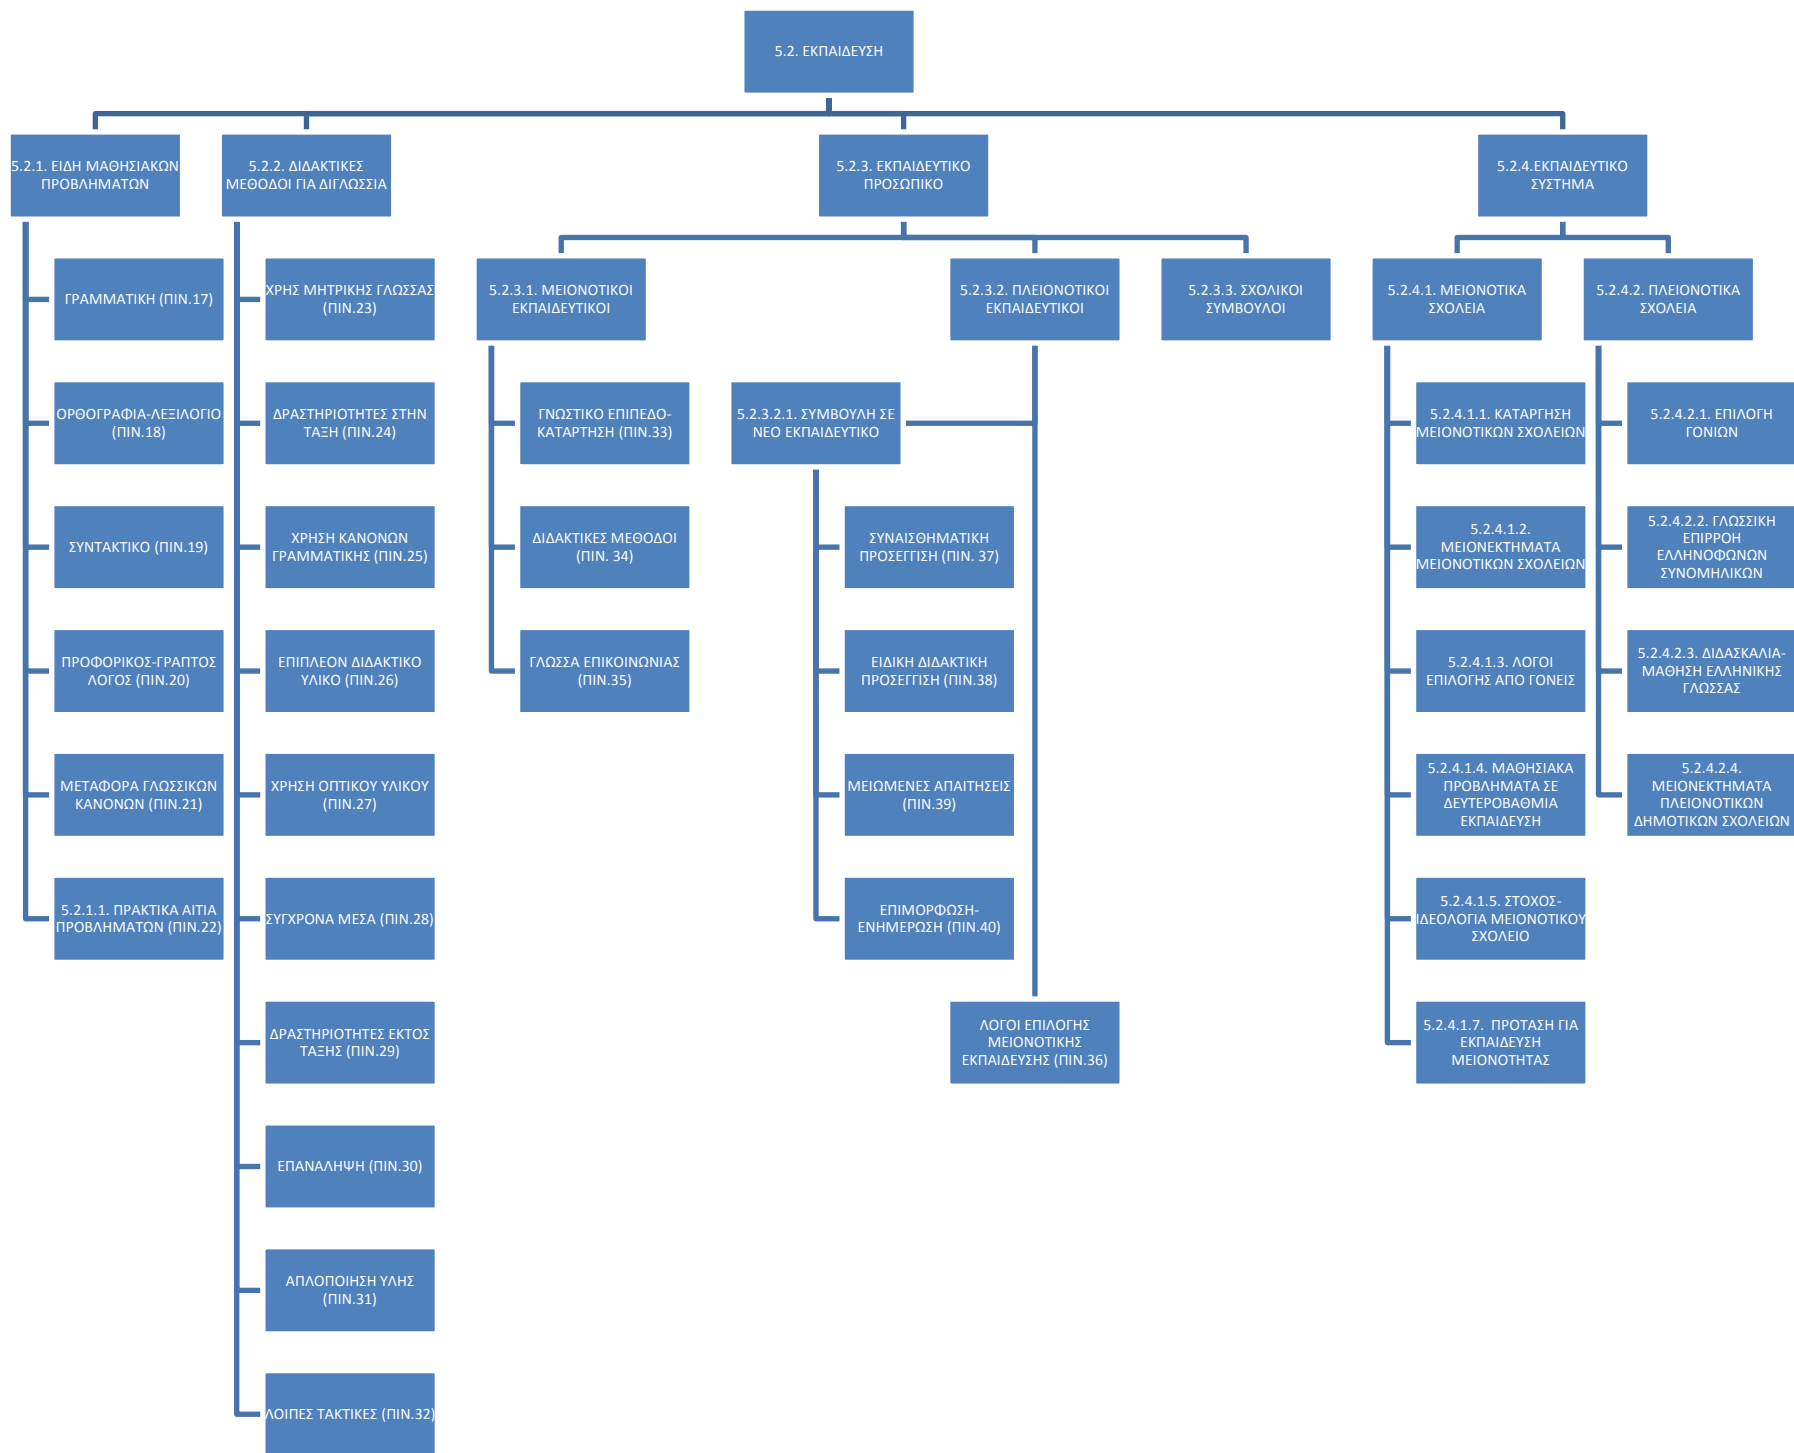 5.2. ΕΚΠΑΙΔΕΥΣΗ
5.2.1. ΕΙΔΗ ΜΑΘΗΣΙΑΚΩΝ
ΠΡΟΒΛΗΜΑΤΩΝ
ΓΡΑΜΜΑΤΙΚΗ (ΠΙΝ.17)
ΟΡΘΟΓΡΑΦΙΑ-ΛΕΞΙΛΟΓΙΟ
(ΠΙΝ.18)
ΣΥΝΤΑΚΤΙΚΟ (ΠΙΝ.19)
ΠΡΟΦΟΡΙΚΟΣ-ΓΡΑΠΤΟΣ
ΛΟΓΟΣ (ΠΙΝ.20)
ΜΕΤΑΦΟΡΑ ΓΛΩΣΣΙΚΩΝ
ΚΑΝΟΝΩΝ (ΠΙΝ.21)
5.2.1.1. ΠΡΑΚΤΙΚΑ ΑΙΤΙΑ
ΠΡΟΒΛΗΜΑΤΩΝ (ΠΙΝ.22)
5.2.2. ΔΙΔΑΚΤΙΚΕΣ
ΜΕΘΟΔΟΙ ΓΙΑ ΔΙΓΛΩΣΣΙΑ
ΧΡΗΣ ΜΗΤΡΙΚΗΣ ΓΛΩΣΣΑΣ
(ΠΙΝ.23)
ΔΡΑΣΤΗΡΙΟΤΗΤΕΣ ΣΤΗΝ
ΤΑΞΗ (ΠΙΝ.24)
ΧΡΗΣΗ ΚΑΝΟΝΩΝ
ΓΡΑΜΜΑΤΙΚΗΣ (ΠΙΝ.25)
ΕΠΙΠΛΕΟΝ ΔΙΔΑΚΤΙΚΟ
ΥΛΙΚΟ (ΠΙΝ.26)
ΧΡΗΣΗ ΟΠΤΙΚΟΥ ΥΛΙΚΟΥ
(ΠΙΝ.27)
ΣΥΓΧΡΟΝΑ ΜΕΣΑ (ΠΙΝ.28)
ΔΡΑΣΤΗΡΙΟΤΗΤΕΣ ΕΚΤΟΣ
ΤΑΞΗΣ (ΠΙΝ.29)
ΕΠΑΝΑΛΗΨΗ (ΠΙΝ.30)
ΑΠΛΟΠΟΙΗΣΗ ΥΛΗΣ
(ΠΙΝ.31)
ΛΟΙΠΕΣ ΤΑΚΤΙΚΕΣ (ΠΙΝ.32)
5.2.3. ΕΚΠΑΙΔΕΥΤΙΚΟ
ΠΡΟΣΩΠΙΚΟ
5.2.3.1. ΜΕΙΟΝΟΤΙΚΟΙ
ΕΚΠΑΙΔΕΥΤΙΚΟΙ
ΓΝΩΣΤΙΚΟ ΕΠΙΠΕΔΟ-
ΚΑΤΑΡΤΗΣΗ (ΠΙΝ.33)
ΔΙΔΑΚΤΙΚΕΣ ΜΕΘΟΔΟΙ
(ΠΙΝ. 34)
ΓΛΩΣΣΑ ΕΠΙΚΟΙΝΩΝΙΑΣ
(ΠΙΝ.35)
5.2.3.2. ΠΛΕΙΟΝΟΤΙΚΟΙ
ΕΚΠΑΙΔΕΥΤΙΚΟΙ
5.2.3.2.1. ΣΥΜΒΟΥΛΗ ΣΕ
ΝΕΟ ΕΚΠΑΙΔΕΥΤΙΚΟ
ΣΥΝΑΙΣΘΗΜΑΤΙΚΗ
ΠΡΟΣΕΓΓΙΣΗ (ΠΙΝ. 37)
ΕΙΔΙΚΗ ΔΙΔΑΚΤΙΚΗ
ΠΡΟΣΕΓΓΙΣΗ (ΠΙΝ.38)
ΜΕΙΩΜΕΝΕΣ ΑΠΑΙΤΗΣΕΙΣ
(ΠΙΝ.39)
ΕΠΙΜΟΡΦΩΣΗ-
ΕΝΗΜΕΡΩΣΗ (ΠΙΝ.40)
ΛΟΓΟΙ ΕΠΙΛΟΓΗΣ
ΜΕΙΟΝΟΤΙΚΗΣ
ΕΚΠΑΙΔΕΥΣΗΣ (ΠΙΝ.36)
5.2.3.3. ΣΧΟΛΙΚΟΙ
ΣΥΜΒΟΥΛΟΙ
5.2.4.ΕΚΠΑΙΔΕΥΤΙΚΟ
ΣΥΣΤΗΜΑ
5.2.4.1. ΜΕΙΟΝΟΤΙΚΑ
ΣΧΟΛΕΙΑ
5.2.4.1.1. ΚΑΤΑΡΓΗΣΗ
ΜΕΙΟΝΟΤΙΚΩΝ ΣΧΟΛΕΙΩΝ
5.2.4.1.2.
ΜΕΙΟΝΕΚΤΗΜΑΤΑ
ΜΕΙΟΝΟΤΙΚΩΝ ΣΧΟΛΕΙΩΝ
5.2.4.1.3. ΛΟΓΟΙ
ΕΠΙΛΟΓΗΣ ΑΠΟ ΓΟΝΕΙΣ
5.2.4.1.4. ΜΑΘΗΣΙΑΚΑ
ΠΡΟΒΛΗΜΑΤΑ ΣΕ
ΔΕΥΤΕΡΟΒΑΘΜΙΑ
ΕΚΠΑΙΔΕΥΣΗ
5.2.4.1.5. ΣΤΟΧΟΣ-
ΙΔΕΟΛΟΓΙΑ ΜΕΙΟΝΟΤΙΚΟΥ
ΣΧΟΛΕΙΟ
5.2.4.1.7. ΠΡΟΤΑΣΗ ΓΙΑ
ΕΚΠΑΙΔΕΥΣΗ
ΜΕΙΟΝΟΤΗΤΑΣ
5.2.4.2. ΠΛΕΙΟΝΟΤΙΚΑ
ΣΧΟΛΕΙΑ
5.2.4.2.1. ΕΠΙΛΟΓΗ
ΓΟΝΙΩΝ
5.2.4.2.2. ΓΛΩΣΣΙΚΗ
ΕΠΙΡΡΟΗ
ΕΛΛΗΝΟΦΩΝΩΝ
ΣΥΝΟΜΗΛΙΚΩΝ
5.2.4.2.3. ΔΙΔΑΣΚΑΛΙΑ-
ΜΑΘΗΣΗ ΕΛΛΗΝΙΚΗΣ
ΓΛΩΣΣΑΣ
5.2.4.2.4.
ΜΕΙΟΝΕΚΤΗΜΑΤΑ
ΠΛΕΙΟΝΟΤΙΚΩΝ
ΔΗΜΟΤΙΚΩΝ ΣΧΟΛΕΙΩΝ